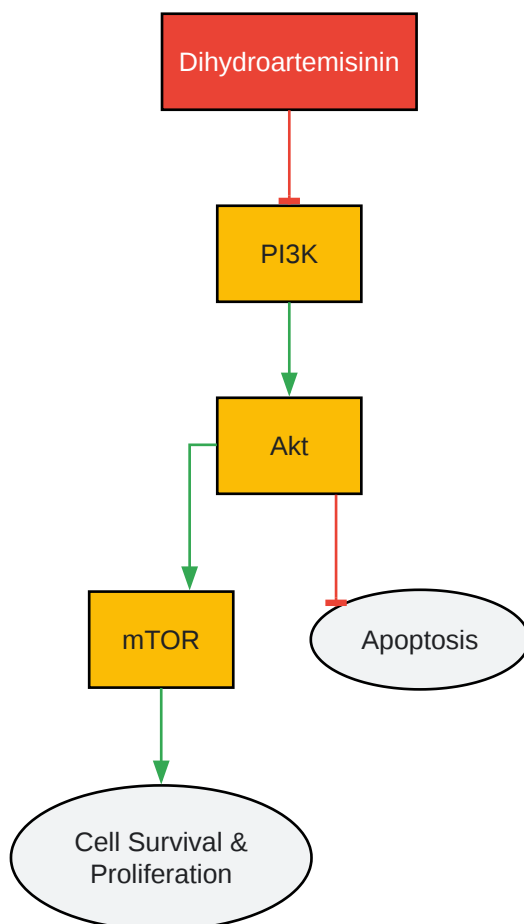 Dihydroartemisinin
PI3K
Akt
mTOR
Apoptosis
Cell Survival &
Proliferation